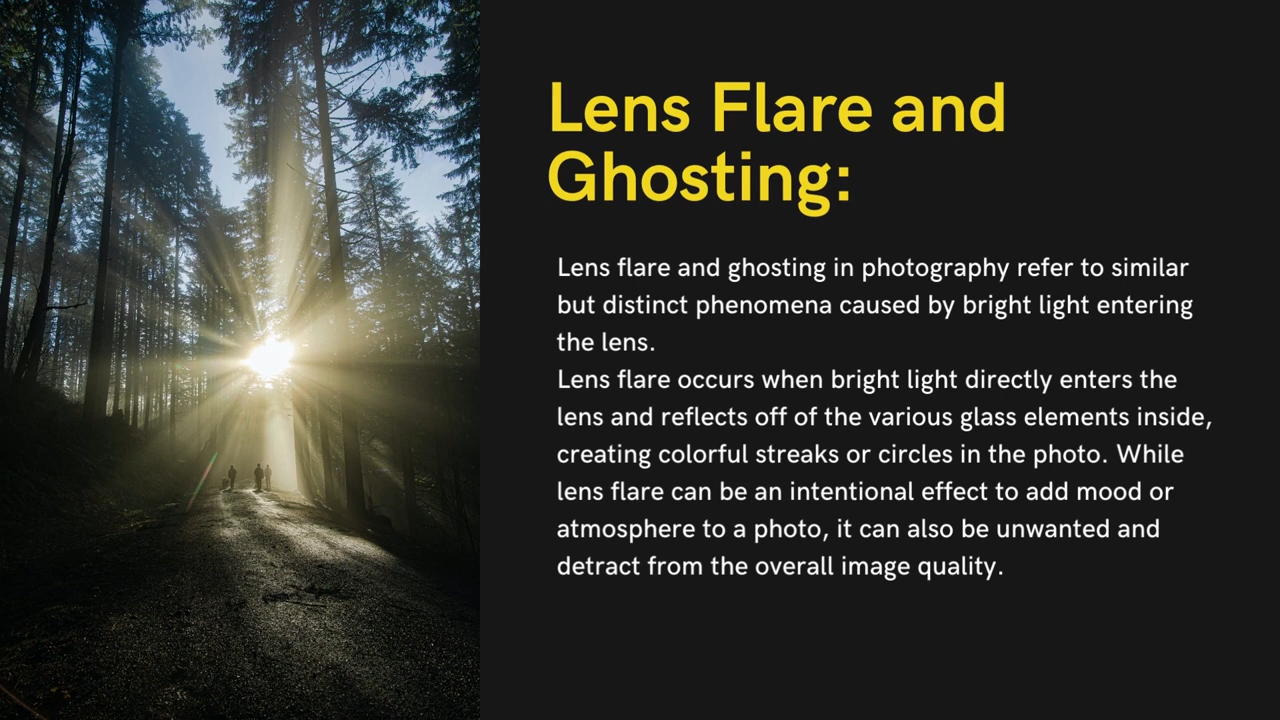 Lens Flare and
Ghosting:
Lens flare and ghosting in photography refer to similar
but distinct phenomena caused by bright light entering
the lens.
Lens flare occurs when bright light directly enters the
lens and reflects off of the various glass elements inside,
creating colorful streaks or circles in the photo. While
lens flare can be an intentional effect to add mood or
atmosphere to a photo, it can also be unwanted and
detract from the overall image quality.